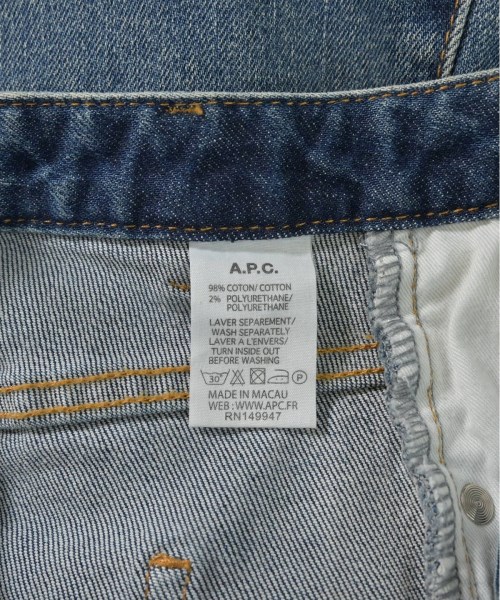 A.P.C.
98% COTON/ COTTON
2% POLYURETHANE/
POLYURETHANE
LAVER SEPAREMENT/
WASH SEPARATELY
LAVER A L'ENVERS/
TURN INSIDE OUT
BEFORE WASHING
30° P
MADE IN MACAU
WEB : WWW.APC.FR
RN149947